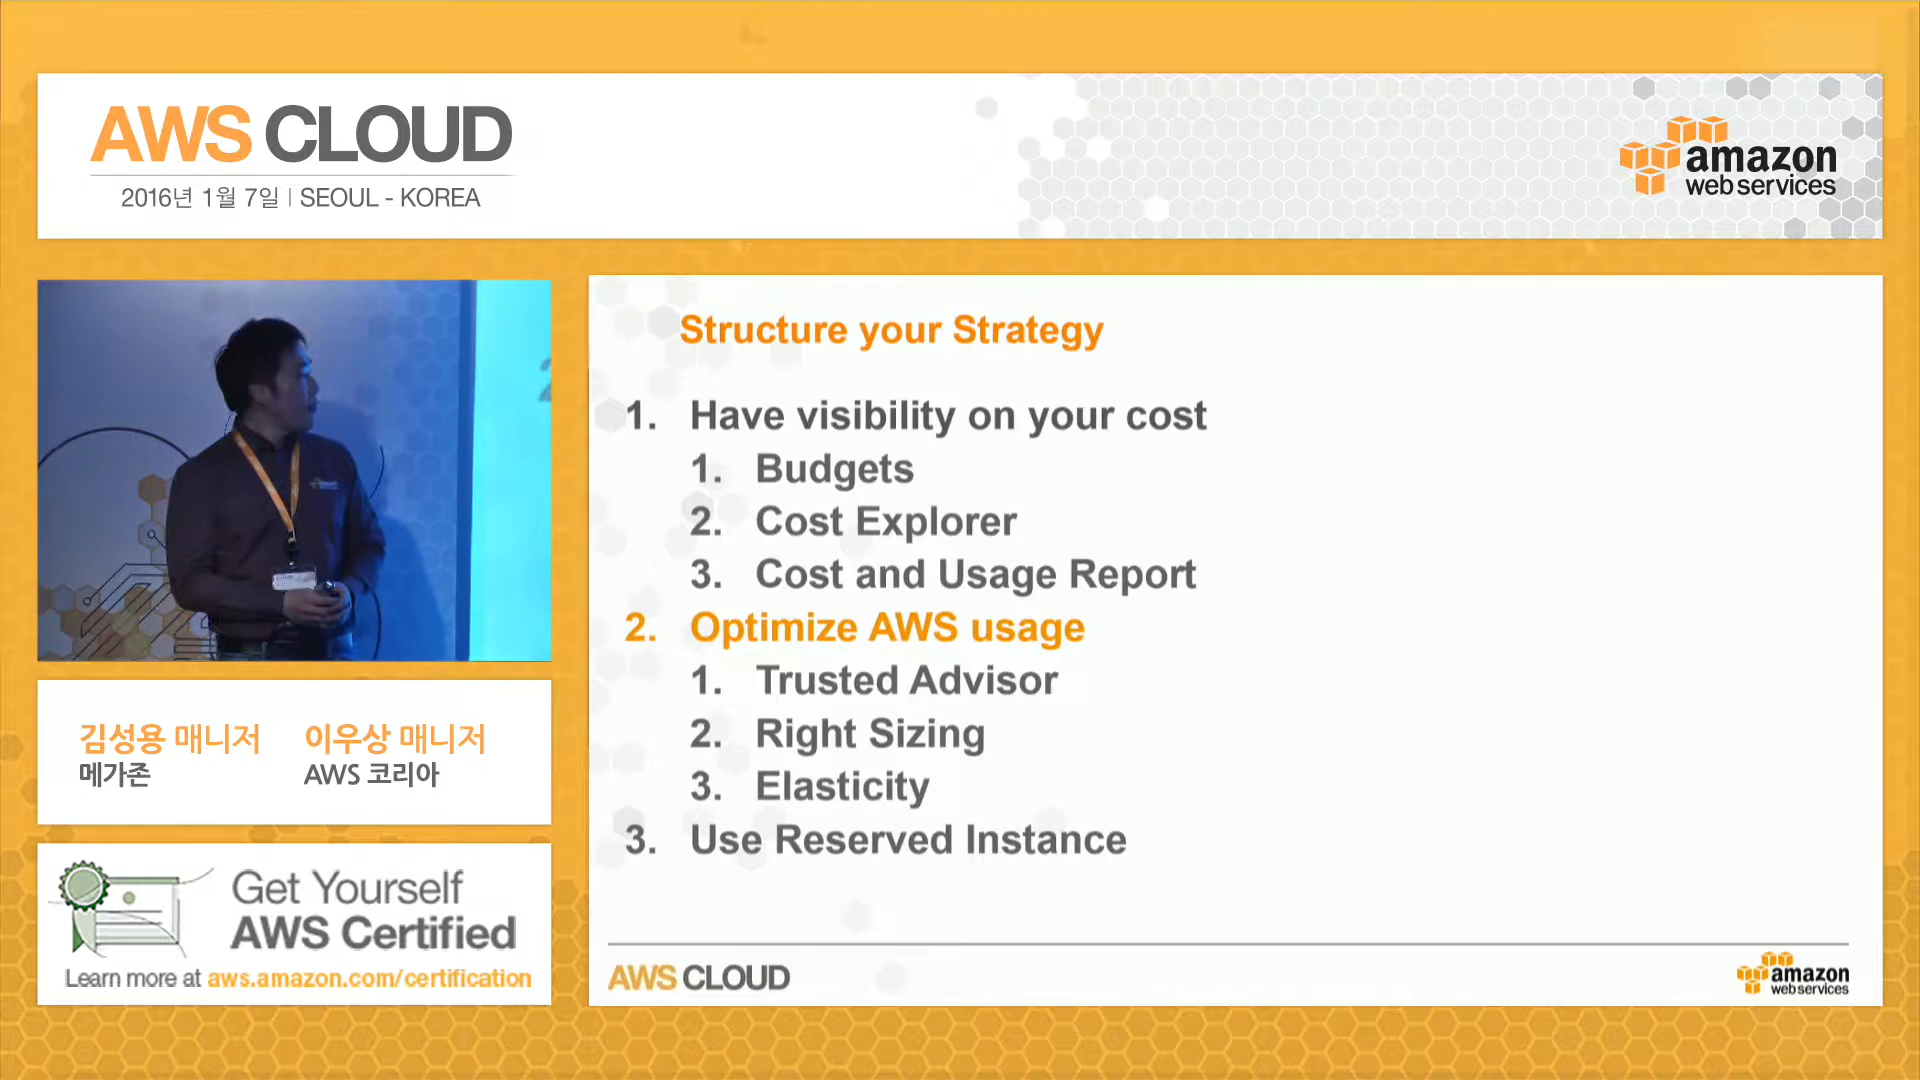 AWS CLOUD
2016년 1월 7일 | SEOUL - KOREA
amazon
web services
김성용 매니저
메가존
이우상 매니저
AWS 코리아
Get Yourself
AWS Certified
Learn more at aws.amazon.com/certification
Structure your Strategy
1. Have visibility on your cost
1. Budgets
2. Cost Explorer
3. Cost and Usage Report
2. Optimize AWS usage
1. Trusted Advisor
2. Right Sizing
3. Elasticity
3. Use Reserved Instance
AWS CLOUD
amazon
web services